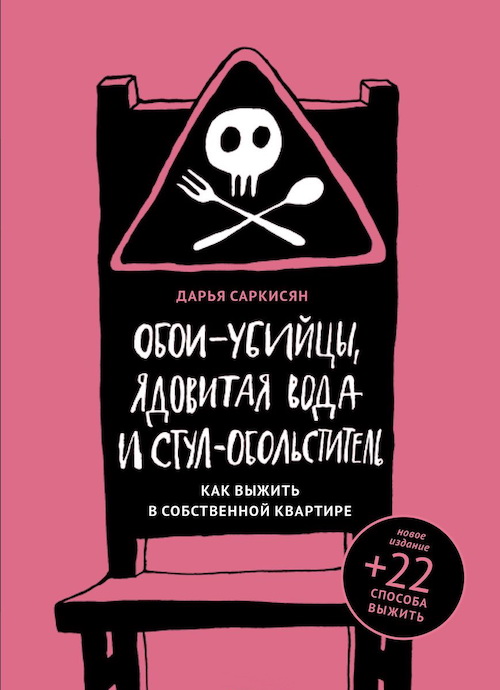 ДАРЬЯ САРКИСЯН
ОБОИ-УБИЙЦЫ,
ЯДОВИТАЯ ВОДА
И СТУЛ-ОБОЛЬСТИТЕЛЬ
КАК ВЫЖИТЬ
В СОБСТВЕННОЙ КВАРТИРЕ
новое
издание
+22
СПОСОБА
ВЫЖИТЬ